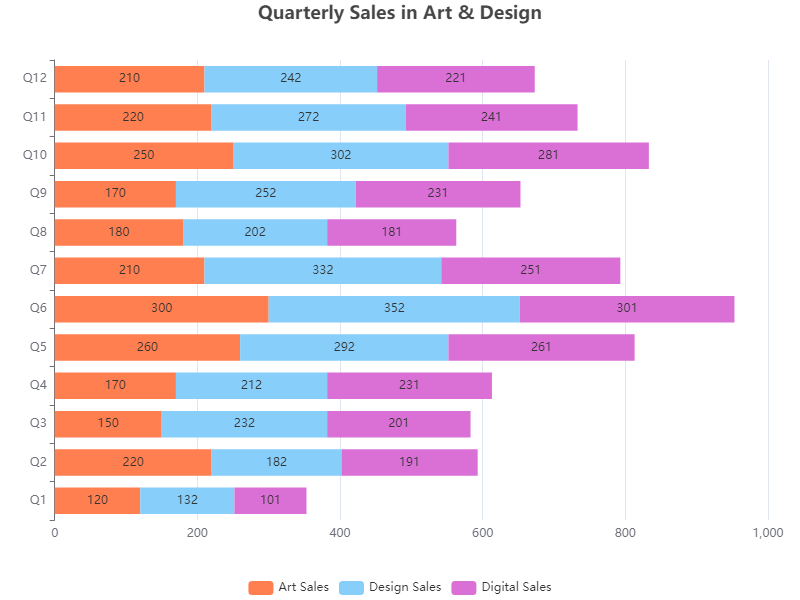 Quarterly Sales in Art & Design
Q12 210 242 221
Q11 220 272 241
Q10 250 302 281
Q9 170 252 231
Q8 180 202 181
Q7 210 332 251
Q6 300 352 301
Q5 260 292 261
Q4 170 212 231
Q3 150 232 201
Q2 220 182 191
Q1 120 132 101
0 200 400 600 800 1,000
Art Sales Design Sales Digital Sales